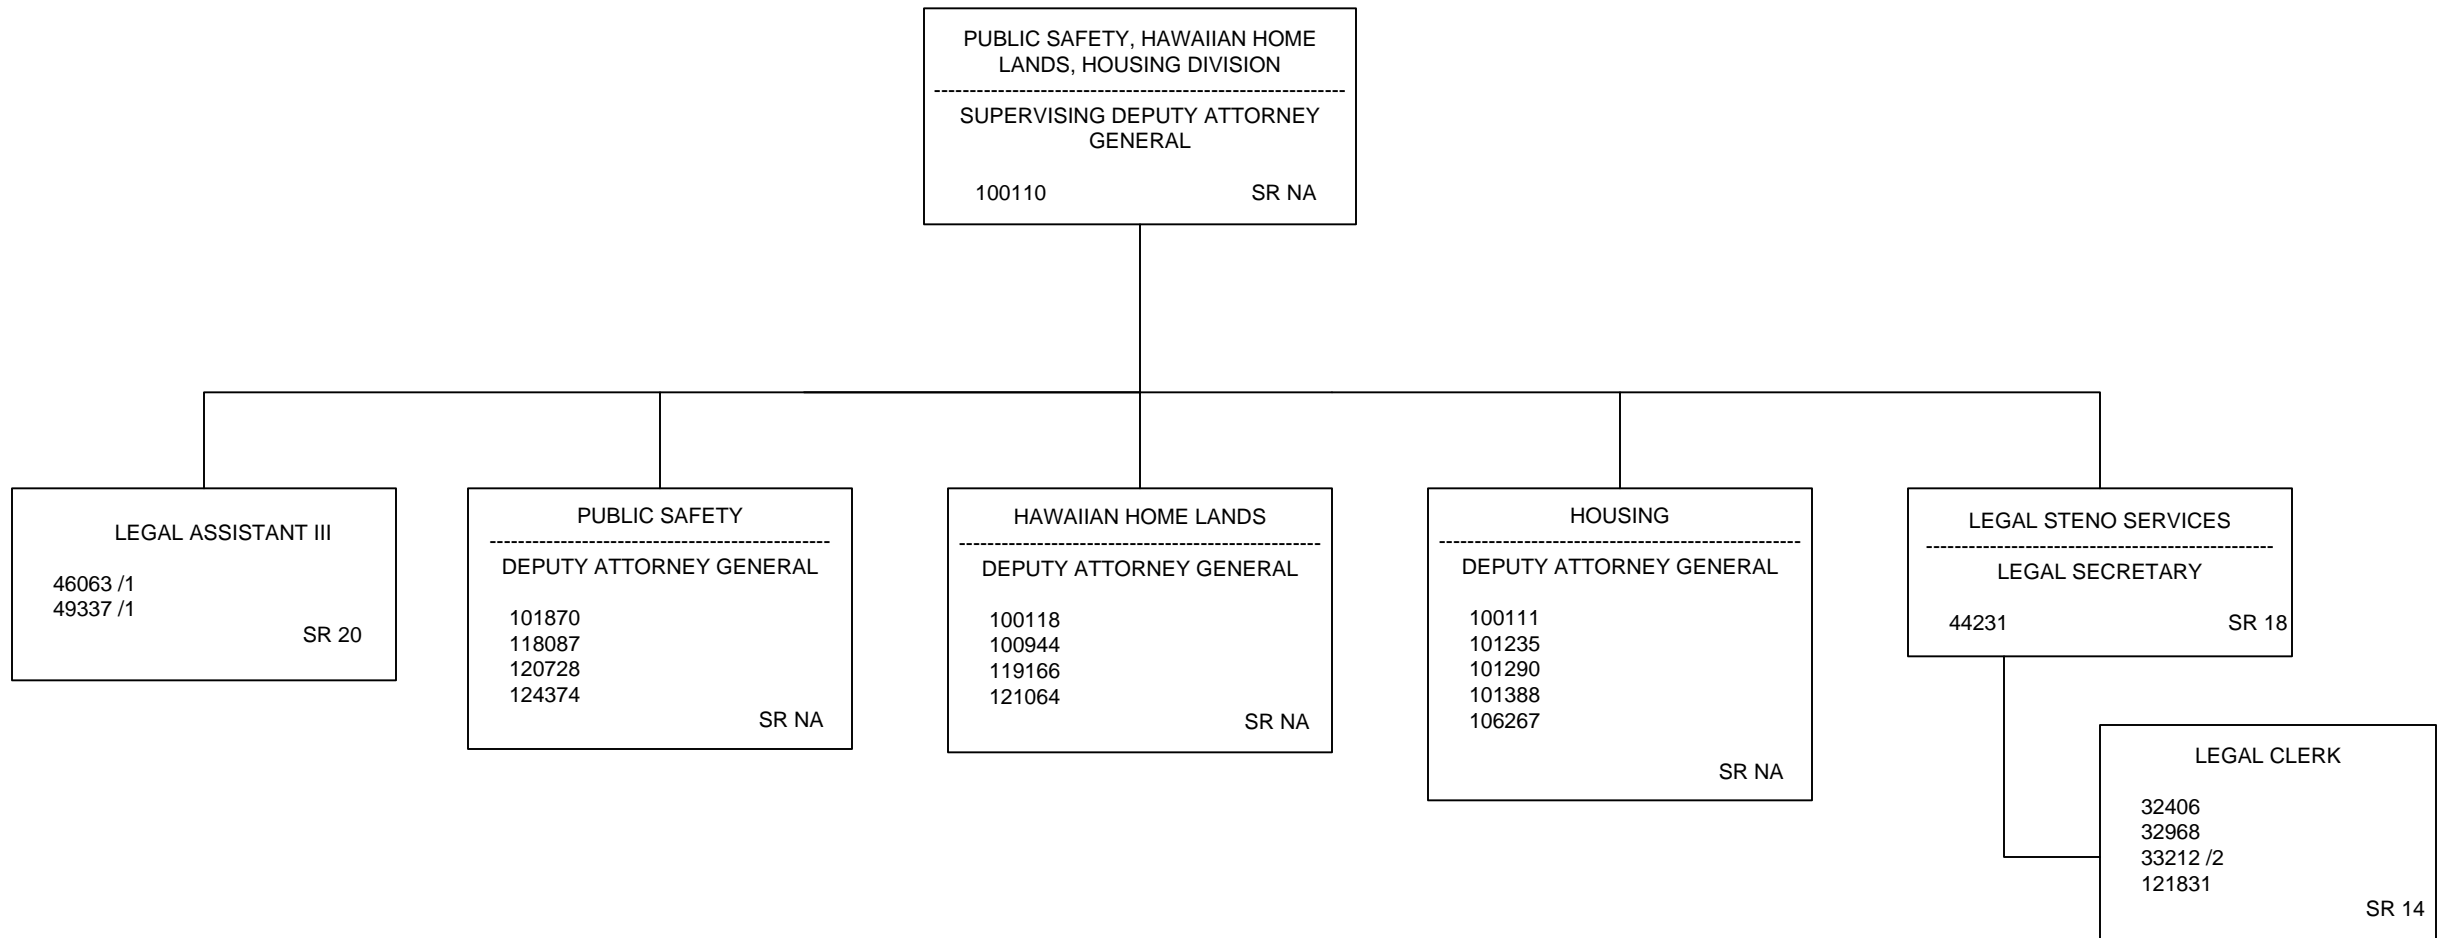 PUBLIC SAFETY, HAWAIIAN HOME
LANDS, HOUSING DIVISION
SUPERVISING DEPUTY ATTORNEY
GENERAL
100110 SR NA
LEGAL ASSISTANT III
46063 /1
49337 /1
SR 20
PUBLIC SAFETY
DEPUTY ATTORNEY GENERAL
101870
118087
120728
124374
SR NA
HAWAIIAN HOME LANDS
DEPUTY ATTORNEY GENERAL
100118
100944
119166
121064
SR NA
HOUSING
DEPUTY ATTORNEY GENERAL
100111
101235
101290
101388
106267
SR NA
LEGAL STENO SERVICES
LEGAL SECRETARY
44231 SR 18
LEGAL CLERK
32406
32968
33212 /2
121831
SR 14